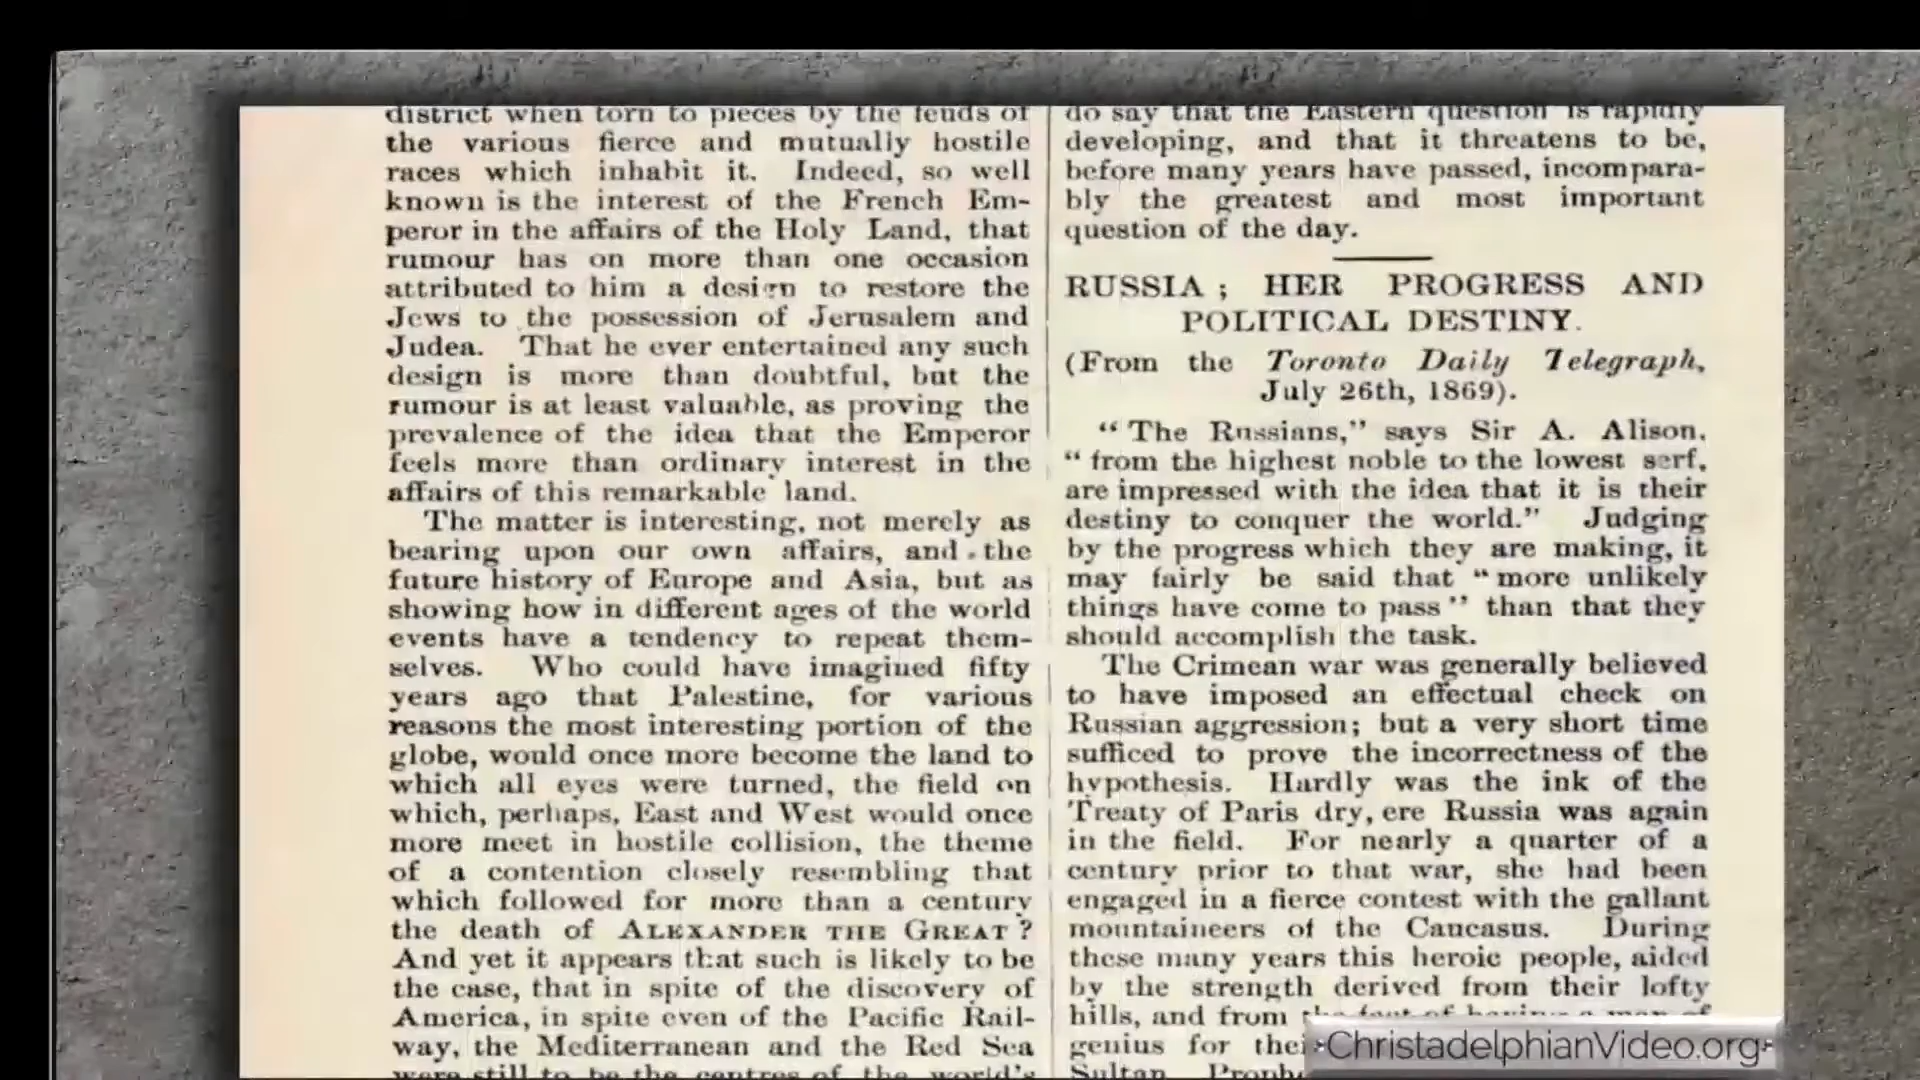 district when torn to pieces by the feuds of
the various fierce and mutually hostile
races which inhabit it. Indeed, so well
known is the interest of the French Em-
peror in the affairs of the Holy Land, that
rumour has on more than one occasion
attributed to him a design to restore the
Jews to the possession of Jerusalem and
Judea. That he ever entertained any such
design is more than doubtful, but the
rumour is at least valuable, as proving the
prevalence of the idea that the Emperor
feels more than ordinary interest in the
affairs of this remarkable land.
The matter is interesting, not merely as
bearing upon our own affairs, and the
future history of Europe and Asia, but as
showing how in different ages of the world
events have a tendency to repeat them-
selves. Who could have imagined fifty
years ago that Palestine, for various
reasons the most interesting portion of the
globe, would once more become the land to
which all eyes were turned, the field on
which, perhaps, East and West would once
more meet in hostile collision, the theme
of a contention closely resembling that
which followed for more than a century
the death of ALEXANDER THE GREAT?
And yet it appears that such is likely to be
the case, that in spite of the discovery of
America, in spite even of the Pacific Rail-
way, the Mediterranean and the Red Sea
were still to be the centres of the world's
do say that the Eastern question is rapidly
developing, and that it threatens to be,
before many years have passed, incompara-
bly the greatest and most important
question of the day.
RUSSIA; HER PROGRESS AND
POLITICAL DESTINY.
(From the Toronto Daily Telegraph,
July 26th, 1869).
"The Russians," says Sir A. Alison,
"from the highest noble to the lowest serf,
are impressed with the idea that it is their
destiny to conquer the world." Judging
by the progress which they are making, it
may fairly be said that "more unlikely
things have come to pass" than that they
should accomplish the task.
The Crimean war was generally believed
to have imposed an effectual check on
Russian aggression; but a very short time
sufficed to prove the incorrectness of the
hypothesis. Hardly was the ink of the
Treaty of Paris dry, ere Russia was again
in the field. For nearly a quarter of a
century prior to that war, she had been
engaged in a fierce contest with the gallant
mountaineers of the Caucasus. During
these many years this heroic people, aided
by the strength derived from their lofty
hills, and from the fact of having a man of
genius for thei
Sultan Proph
ChristadelphianVideo.org